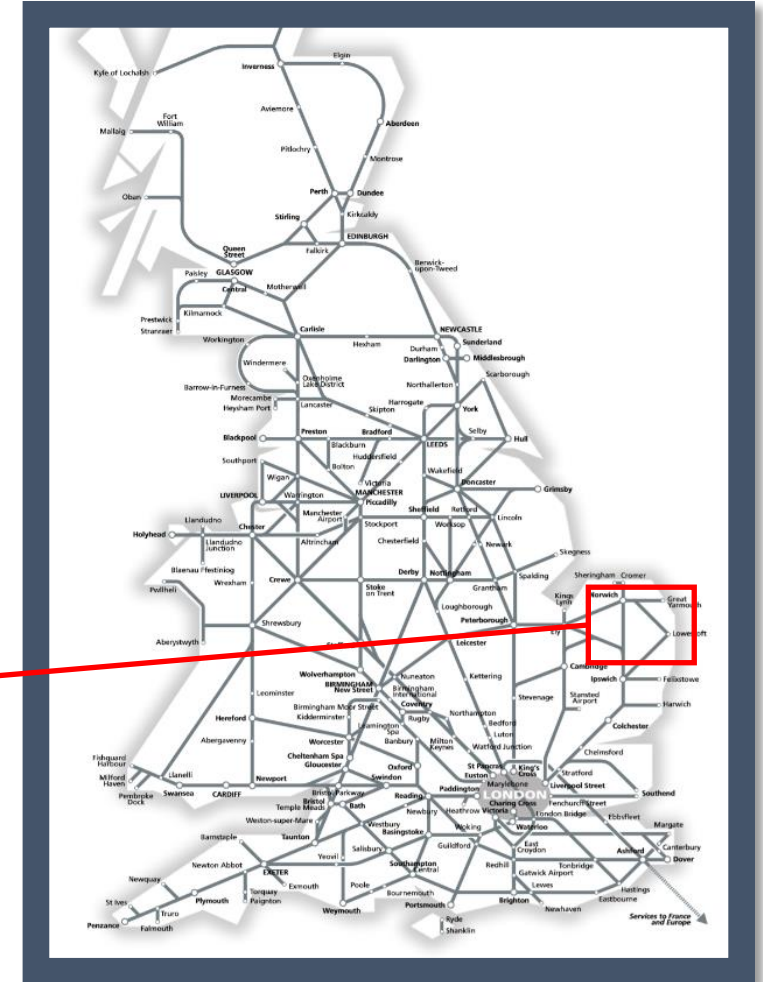 Elgin
Inverness
Kyle of Lochalsh
Aviemore
Fort
William
Mallaig
Aberdeen
Pitlochry
Montrose
Oban
Perth
Dundee
Stirling
Kirkcaldy
EDINBURGH
Queen
Street
Falkirk
Paisley
GLASGOW
Central
Motherwell
Berwick-
upon-Tweed
Prestwick
Kilmarnock
Stranraer
Carlisle
NEWCASTLE
Workington
Hexham
Sunderland
Durham
Darlington
Middlesbrough
Windermere
Scarborough
Oxenholme
Lake District
Northallerton
Barrow-in-Furness
Morecambe
Heysham Port
Lancaster
Harrogate
Skipton
York
Blackpool
Preston
Bradford
Blackburn
LEEDS
Selby
Hull
Huddersfield
Southport
Bolton
Wakefield
Wigan
Victoria
MANCHESTER
Piccadilly
Doncaster
Grimsby
LIVERPOOL
Warrington
Manchester
Airport
Sheffield
Retford
Lincoln
Llandudno
Stockport
Worksop
Holyhead
Chester
Llandudno
Junction
Altrincham
Chesterfield
Newark
Skegness
Blaenau Ffestiniog
Pwllheli
Wrexham
Crewe
Stoke
on Trent
Derby
Nottingham
Grantham
Spalding
Sheringham
Cromer
Norwich
Kings
Lynn
Great
Yarmouth
Loughborough
Peterborough
Shrewsbury
Ely
Lowestoft
Aberystwyth
Leicester
Cambridge
Wolverhampton
BIRMINGHAM
New Street
Nuneaton
Birmingham
International
Kettering
Ipswich
Felixstowe
Leominster
Birmingham Moor Street
Kidderminster
Coventry
Rugby
Stevenage
Stansted
Airport
Harwich
Hereford
Leamington
Spa
Northampton
Bedford
Colchester
Abergavenny
Worcester
Banbury
Milton
Keynes
Luton
Watford Junction
Chelmsford
Fishguard
Harbour
Cheltenham Spa
Gloucester
Oxford
St Pancras
Euston
King's
Cross
Stratford
Milford
Haven
Llanelli
Swindon
Marylebone
Liverpool Street
Pembroke
Dock
Swansea
CARDIFF
Newport
Bristol Parkway
Bristol
Temple Meads
Bath
Reading
Paddington
LONDON
Fenchurch Street
Southend
Newbury
Heathrow
Victoria
Charing Cross
London Bridge
Weston-super-Mare
Westbury
Basingstoke
Woking
Waterloo
Ebbsfleet
Margate
Barnstaple
Taunton
Salisbury
Guildford
East
Croydon
Canterbury
Newton Abbot
Yeovil
Southampton
Central
Redhill
Tonbridge
Ashford
Dover
EXETER
Gatwick Airport
Newquay
Exmouth
Poole
Bournemouth
Lewes
Hastings
Eastbourne
St Ives
Plymouth
Torquay
Paignton
Weymouth
Portsmouth
Brighton
Newhaven
Truro
Penzance
Falmouth
Ryde
Shanklin
Services to France
and Europe